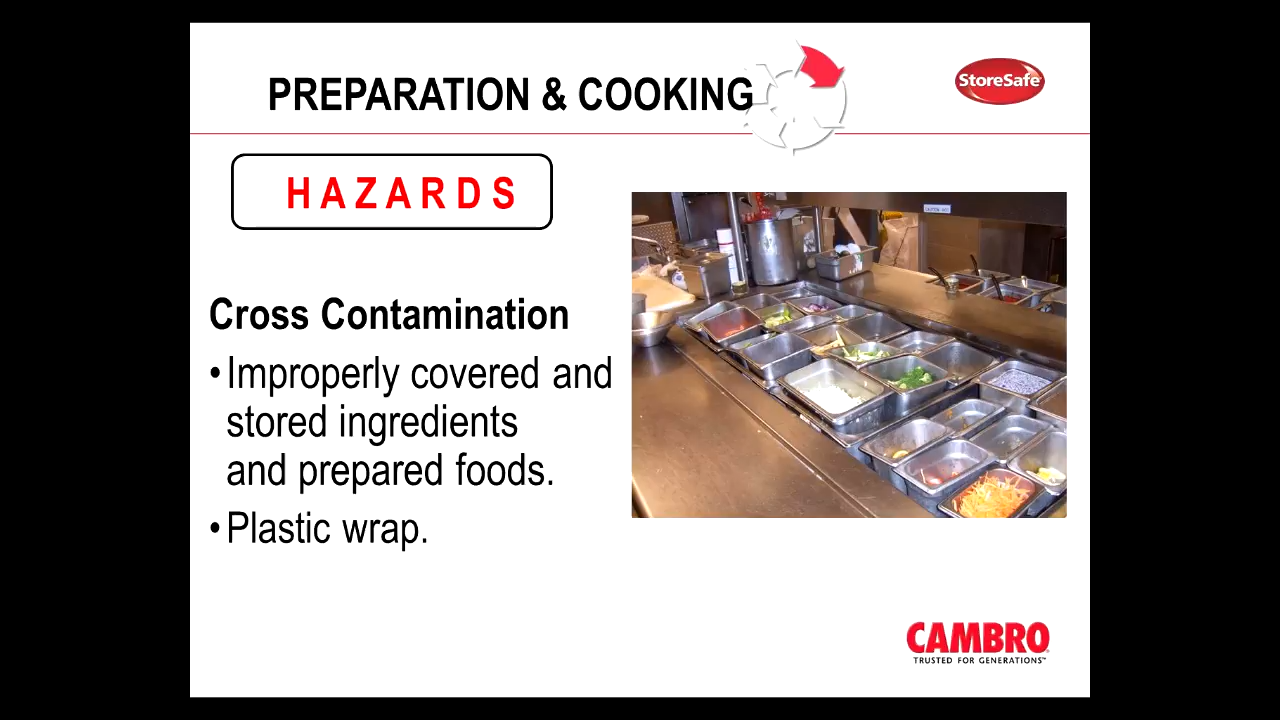 PREPARATION & COOKING
StoreSafe
HAZARDS
Cross Contamination
•Improperly covered and
stored ingredients
and prepared foods.
•Plastic wrap.
CAMBRO
TRUSTED FOR GENERATIONS™